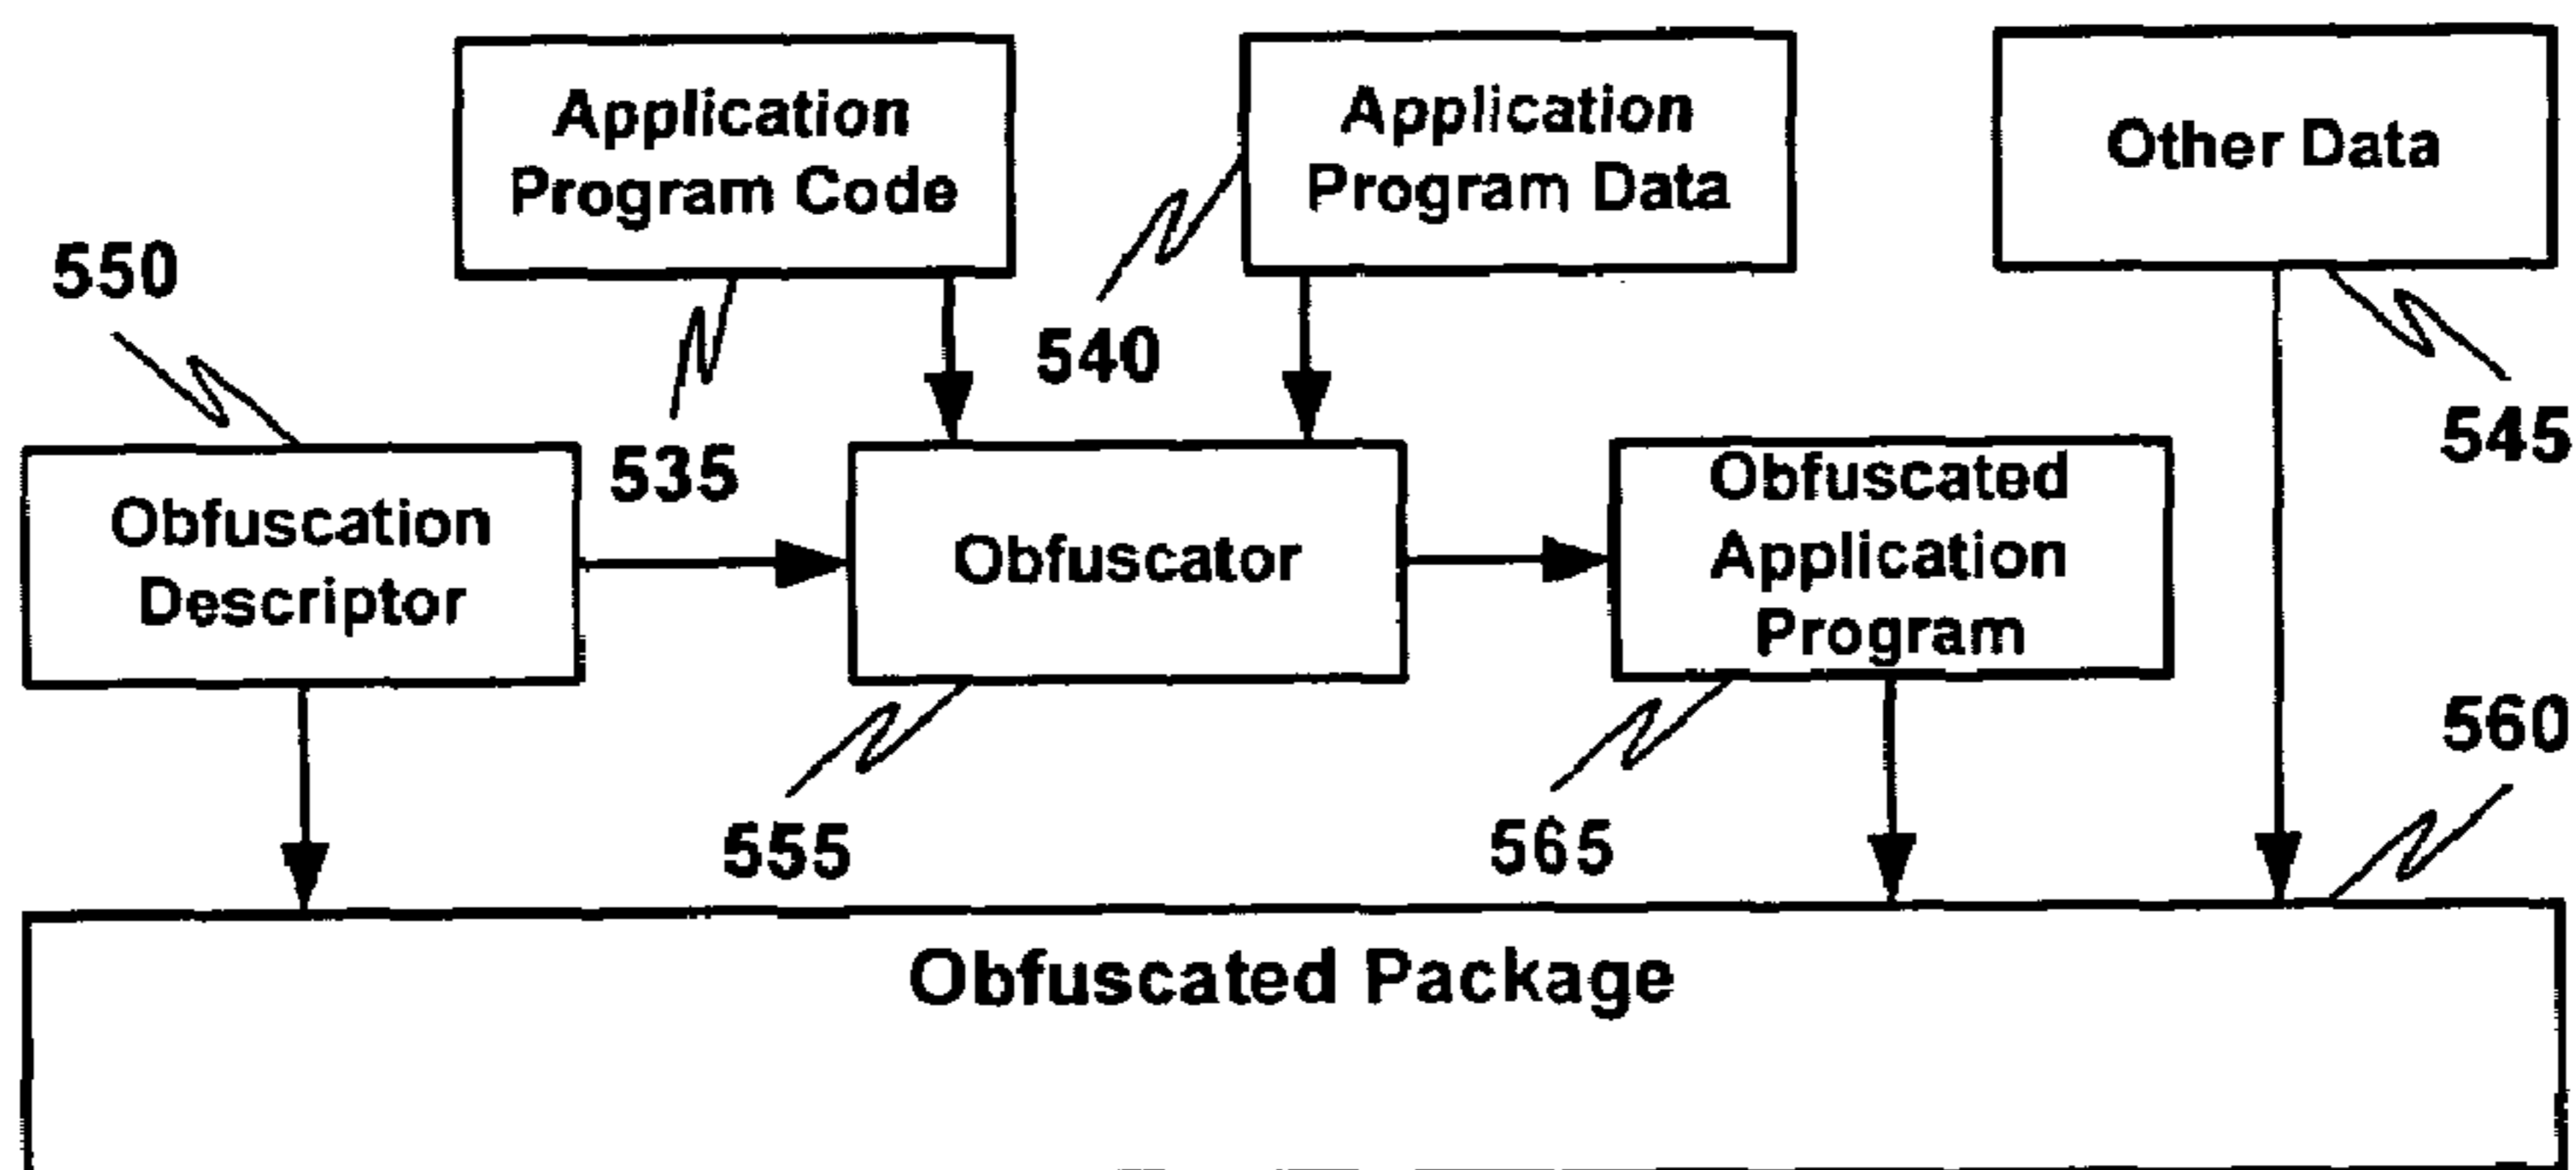 Application
Program Code
Application
Program Data
Other Data
550
540
535
545
Obfuscation
Descriptor
Obfuscator
Obfuscated
Application
Program
555
565
560
Obfuscated Package